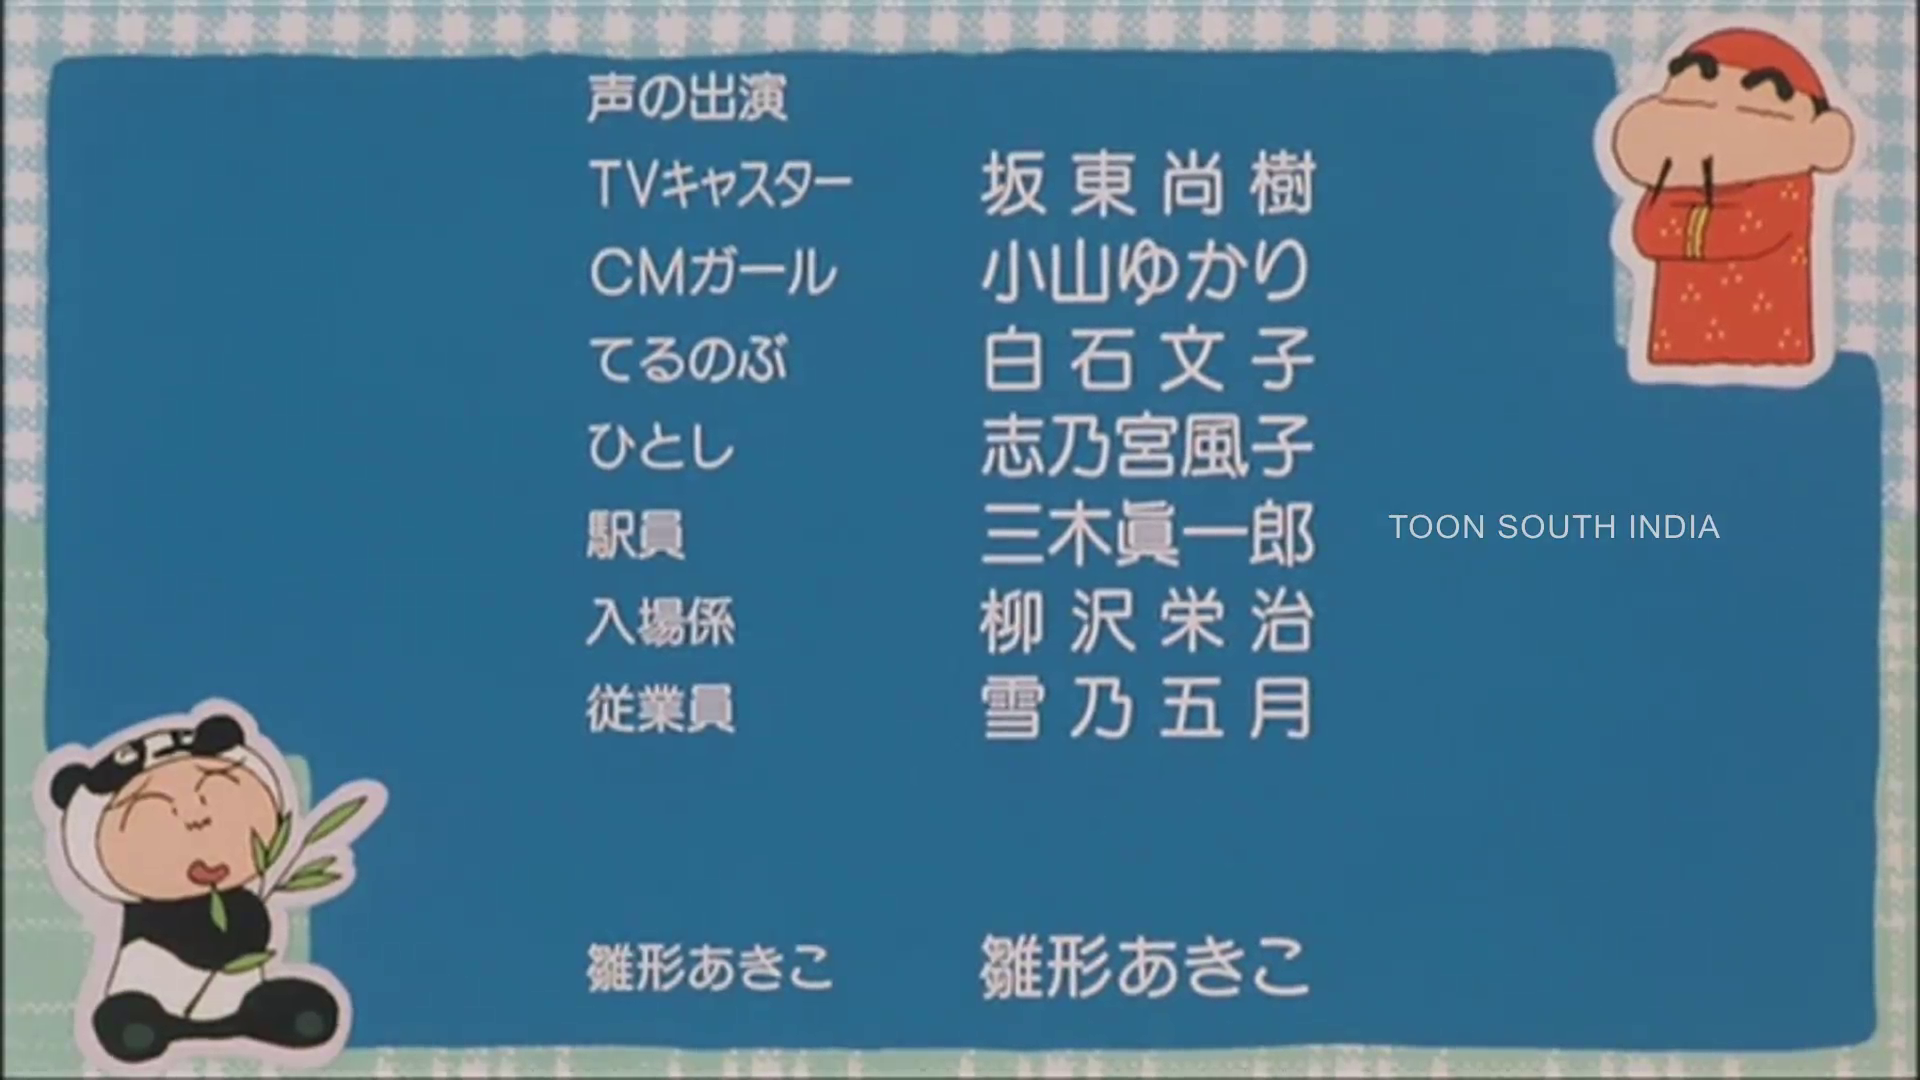 声の出演
TVキャスター 坂東尚樹
CMガール 小山ゆかり
てるのぶ 白石文子
ひとし 志乃宮風子
駅員 三木眞一郎
TOON SOUTH INDIA
入場係 柳沢栄治
従業員 雪乃五月
雛形あきこ 雛形あきこ